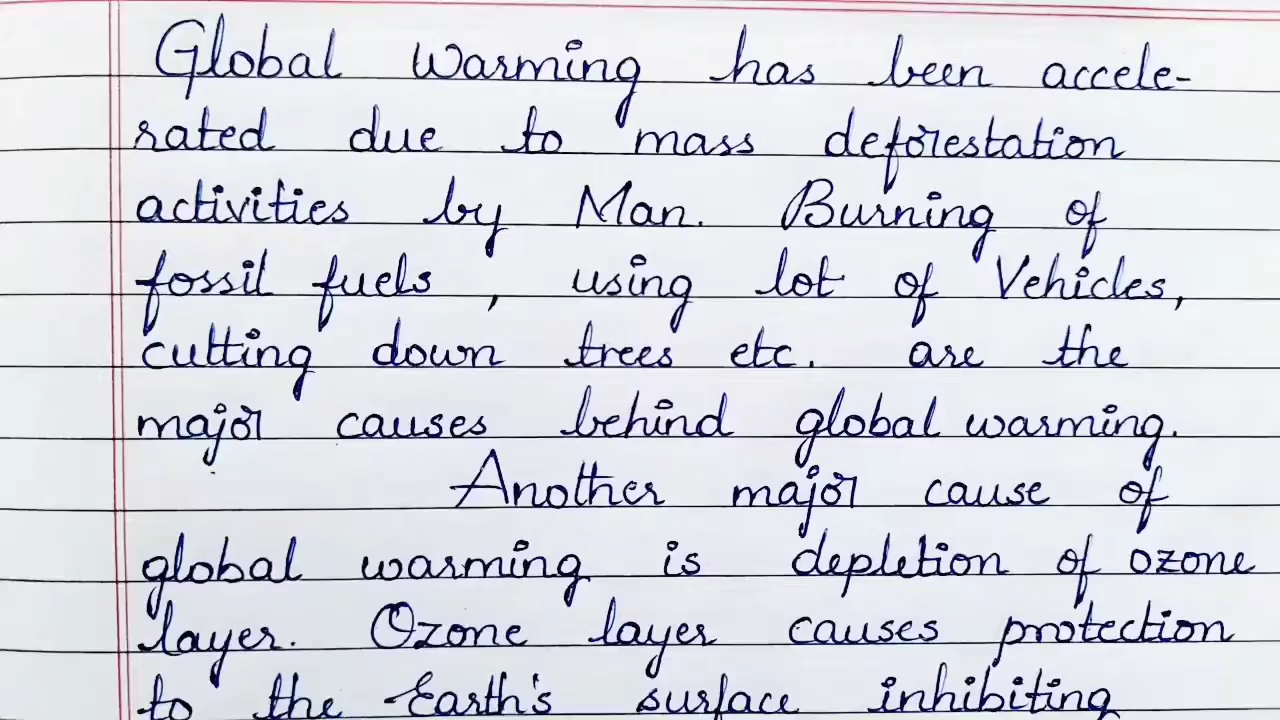 Global Warming has been accele-
rated due to mass deforestation
activities by Man. Burning of
fossil fuels, using lot of Vehicles,
cutting down trees etc. are the
major causes behind global warming.
Another major cause of
global warming is depletion of ozone
layer. Ozone layer causes protection
to the Earth's surface inhibiting